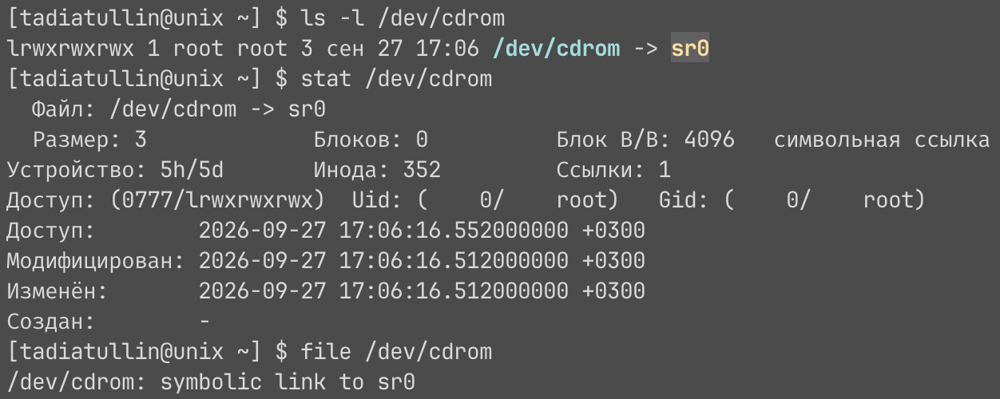 [tadiatullin@unix ~] $ ls -l /dev/cdrom
lrwxrwxrwx 1 root root 3 сен 27 17:06 /dev/cdrom -> sr0
[tadiatullin@unix ~] $ stat /dev/cdrom
  Файл: /dev/cdrom -> sr0
  Размер: 3             Блоков: 0          Блок В/В: 4096   символьная ссылка
Устройство: 5h/5d       Инода: 352         Ссылки: 1
Доступ: (0777/lrwxrwxrwx)  Uid: (    0/    root)   Gid: (    0/    root)
Доступ:        2026-09-27 17:06:16.552000000 +0300
Модифицирован: 2026-09-27 17:06:16.512000000 +0300
Изменён:       2026-09-27 17:06:16.512000000 +0300
Создан:        -
[tadiatullin@unix ~] $ file /dev/cdrom
/dev/cdrom: symbolic link to sr0